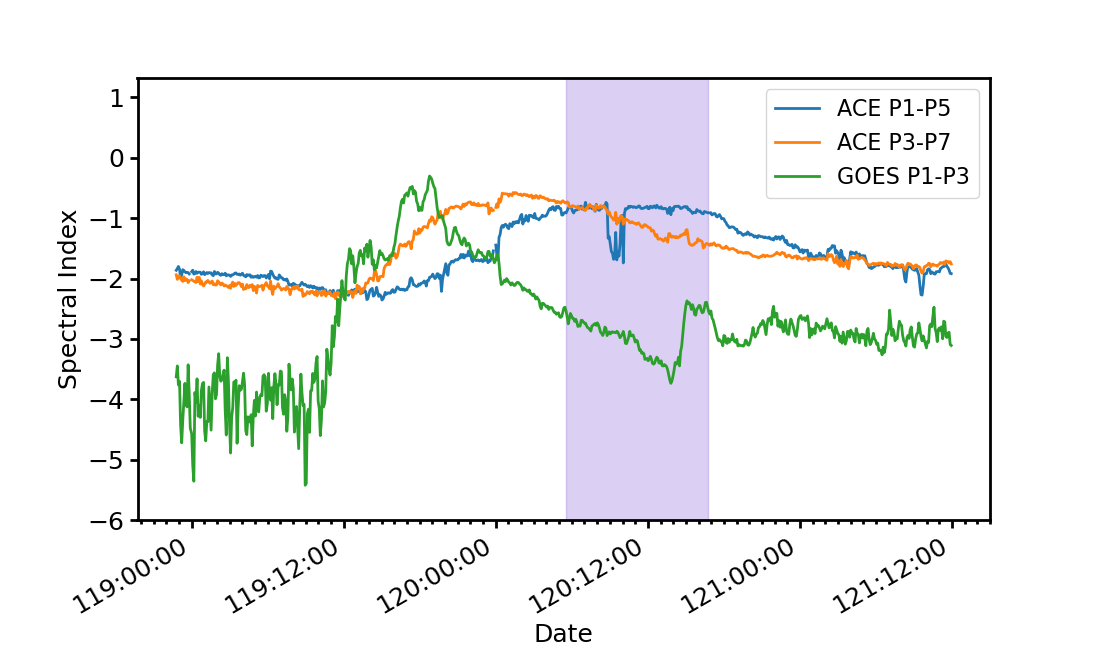 1
0
−1
−2
−3
−4
−5
−6
Spectral Index
ACE P1-P5
ACE P3-P7
GOES P1-P3
119:00:00
119:12:00
120:00:00
120:12:00
121:00:00
121:12:00
Date